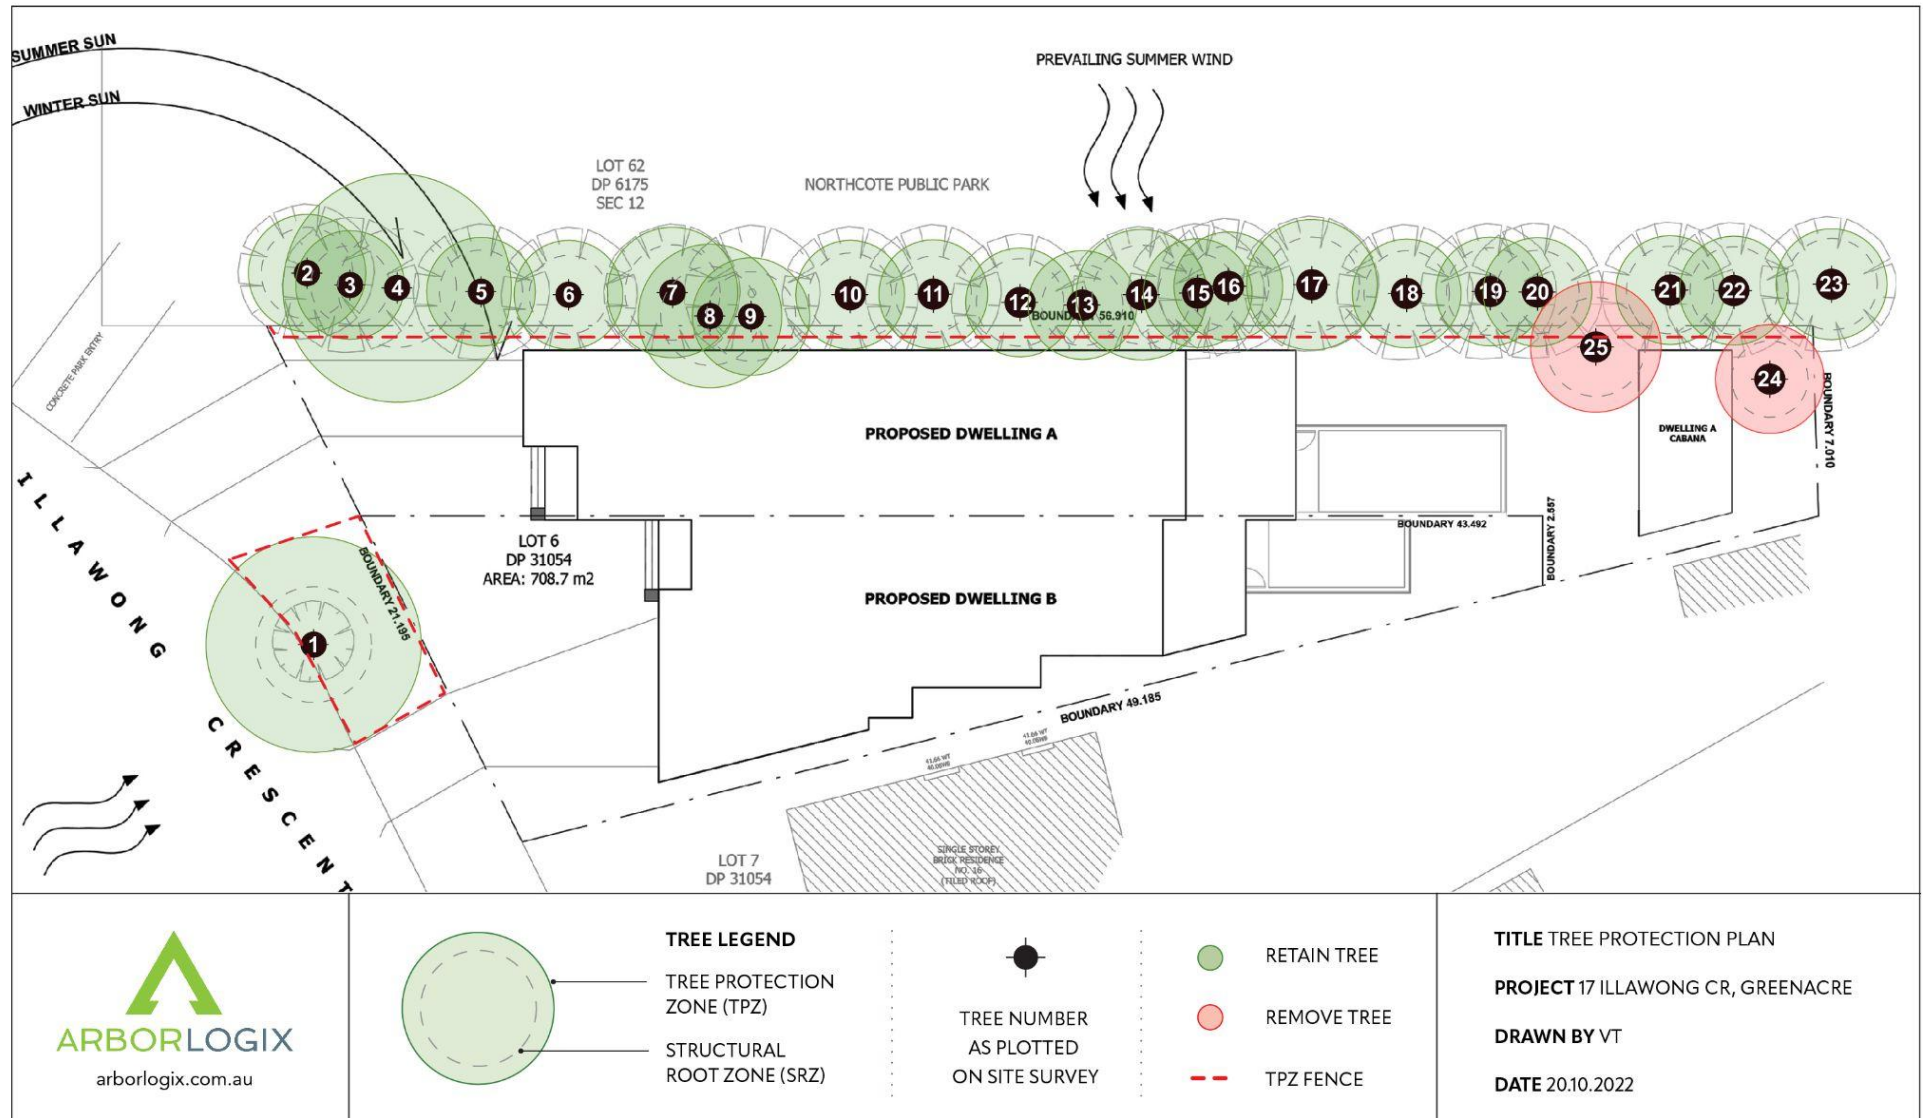 SUMMER SUN
WINTER SUN
PREVAILING SUMMER WIND
LOT 62
DP 6175
SEC 12
NORTHCOTE PUBLIC PARK
2
3
4
5
6
7
8
9
10
11
12
13
14
15
16
17
18
19
20
21
22
23
BOUNDARY 56.910
25
24
CONCRETE PARK ENTRY
BOUNDARY 7.010
PROPOSED DWELLING A
DWELLING A
CABANA
ILLAWONG CRESCENT
BOUNDARY 21.195
1
LOT 6
DP 31054
AREA: 708.7 m2
BOUNDARY 43.492
BOUNDARY 2.557
PROPOSED DWELLING B
BOUNDARY 49.185
LOT 7
DP 31054
SINGLE STOREY
BRICK RESIDENCE
NO. 16
(TILED ROOF)
ARBORLOGIX
arborlogix.com.au
TREE LEGEND
TREE PROTECTION
ZONE (TPZ)
STRUCTURAL
ROOT ZONE (SRZ)
TREE NUMBER
AS PLOTTED
ON SITE SURVEY
RETAIN TREE
REMOVE TREE
TPZ FENCE
TITLE TREE PROTECTION PLAN
PROJECT 17 ILLAWONG CR, GREENACRE
DRAWN BY VT
DATE 20.10.2022